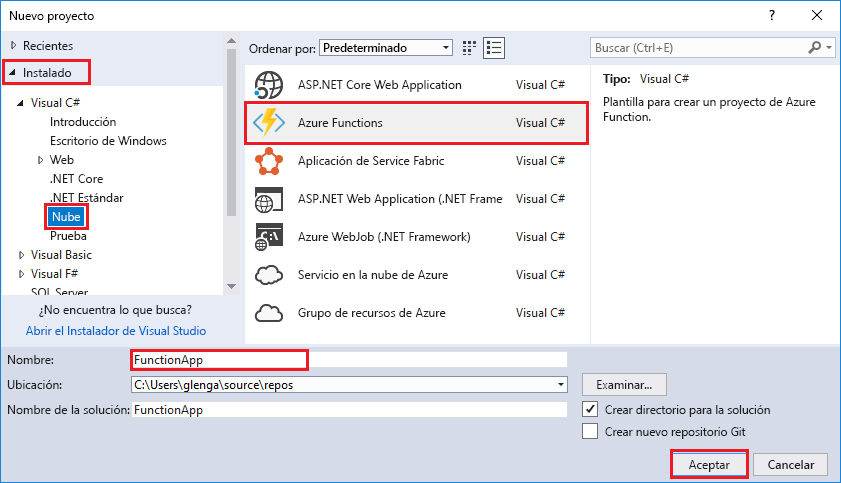 Nuevo proyecto
?
Recientes
Instalado
Visual C#
Introducción
Escritorio de Windows
Web
.NET Core
.NET Estándar
Nube
Prueba
Visual Basic
Visual F#
SQL Server
¿No encuentra lo que busca?
Abrir el Instalador de Visual Studio
Ordenar por: Predeterminado
ASP.NET Core Web Application Visual C#
Azure Functions Visual C#
Aplicación de Service Fabric Visual C#
ASP.NET Web Application (.NET Frame Visual C#
Azure WebJob (.NET Framework) Visual C#
Servicio en la nube de Azure Visual C#
Grupo de recursos de Azure Visual C#
Buscar (Ctrl+E)
Tipo: Visual C#
Plantilla para crear un proyecto de Azure
Function.
Nombre: FunctionApp
Ubicación: C:\Users\glenga\source\repos
Examinar...
Nombre de la solución: FunctionApp
Crear directorio para la solución
Crear nuevo repositorio Git
Aceptar Cancelar